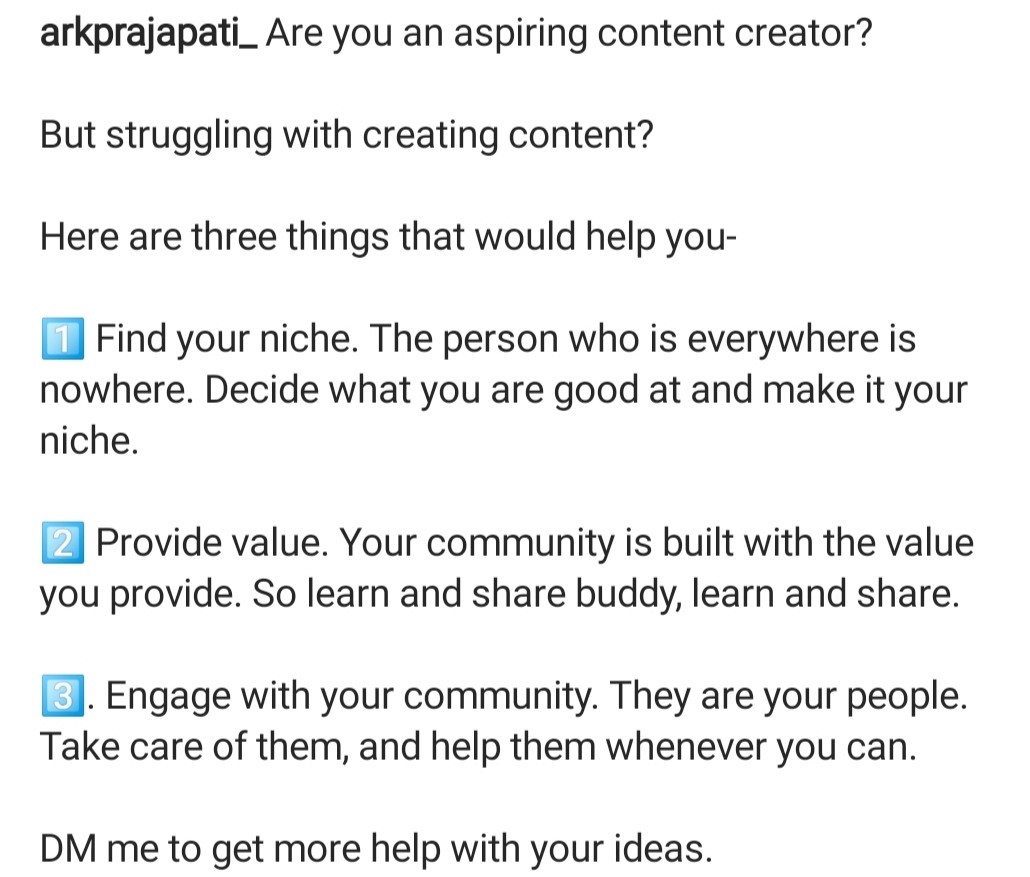 arkprajapati_ Are you an aspiring content creator?
But struggling with creating content?
Here are three things that would help you-
1️⃣ Find your niche. The person who is everywhere is
nowhere. Decide what you are good at and make it your
niche.
2️⃣ Provide value. Your community is built with the value
you provide. So learn and share buddy, learn and share.
3️⃣. Engage with your community. They are your people.
Take care of them, and help them whenever you can.
DM me to get more help with your ideas.